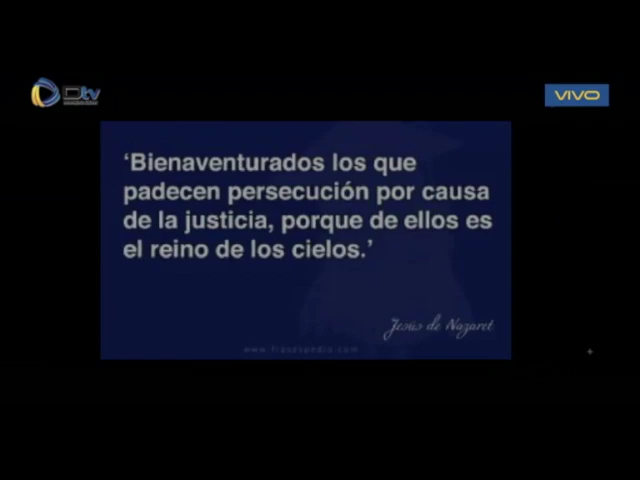 Dtv
VIVO
‘Bienaventurados los que
padecen persecución por causa
de la justicia, porque de ellos es
el reino de los cielos.’
Jesús de Nazaret
www.frasespedia.com